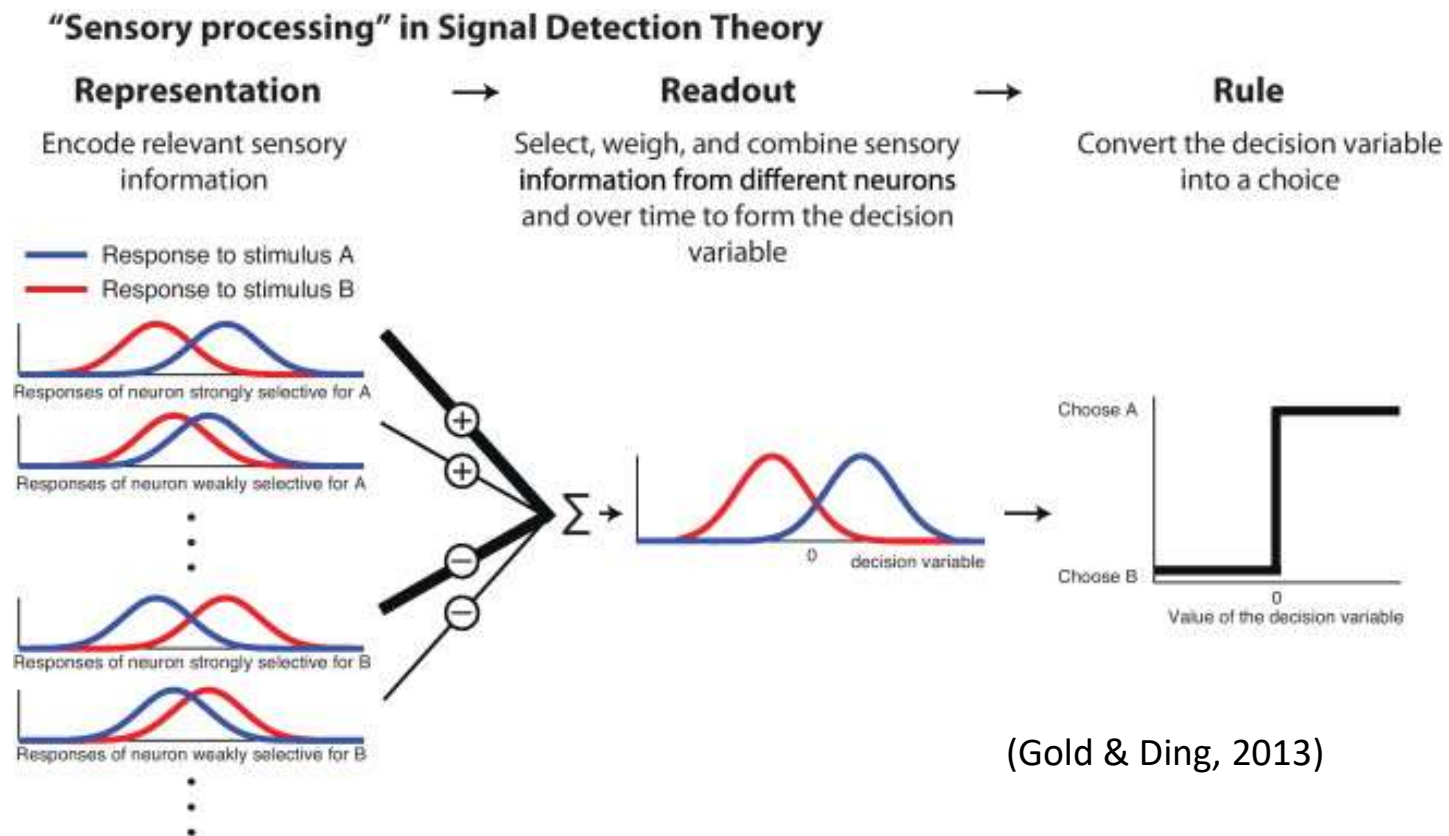 “Sensory processing” in Signal Detection Theory
Representation → Readout → Rule
Encode relevant sensory
information
Select, weigh, and combine sensory
information from different neurons
and over time to form the decision
variable
Convert the decision variable
into a choice
Response to stimulus A
Response to stimulus B
Responses of neuron strongly selective for A
Responses of neuron weakly selective for A
Responses of neuron strongly selective for B
Responses of neuron weakly selective for B
+
+
−
−
Σ →
0
decision variable
→
Choose A
Choose B
0
Value of the decision variable
(Gold & Ding, 2013)